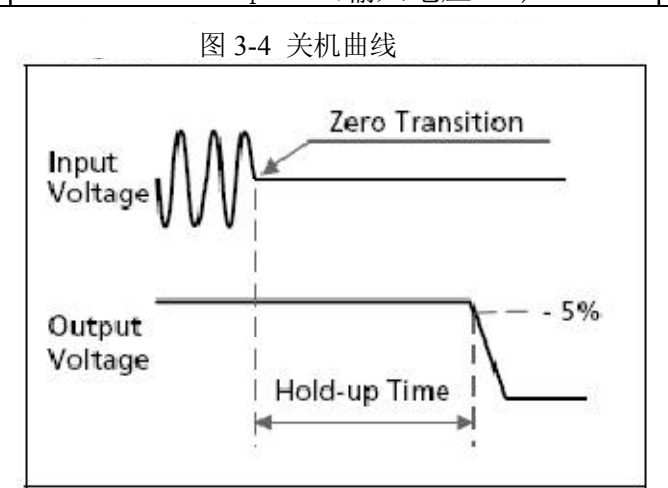 图 3-4 关机曲线
Zero Transition
Input
Voltage
Output
Voltage
- 5%
Hold-up Time